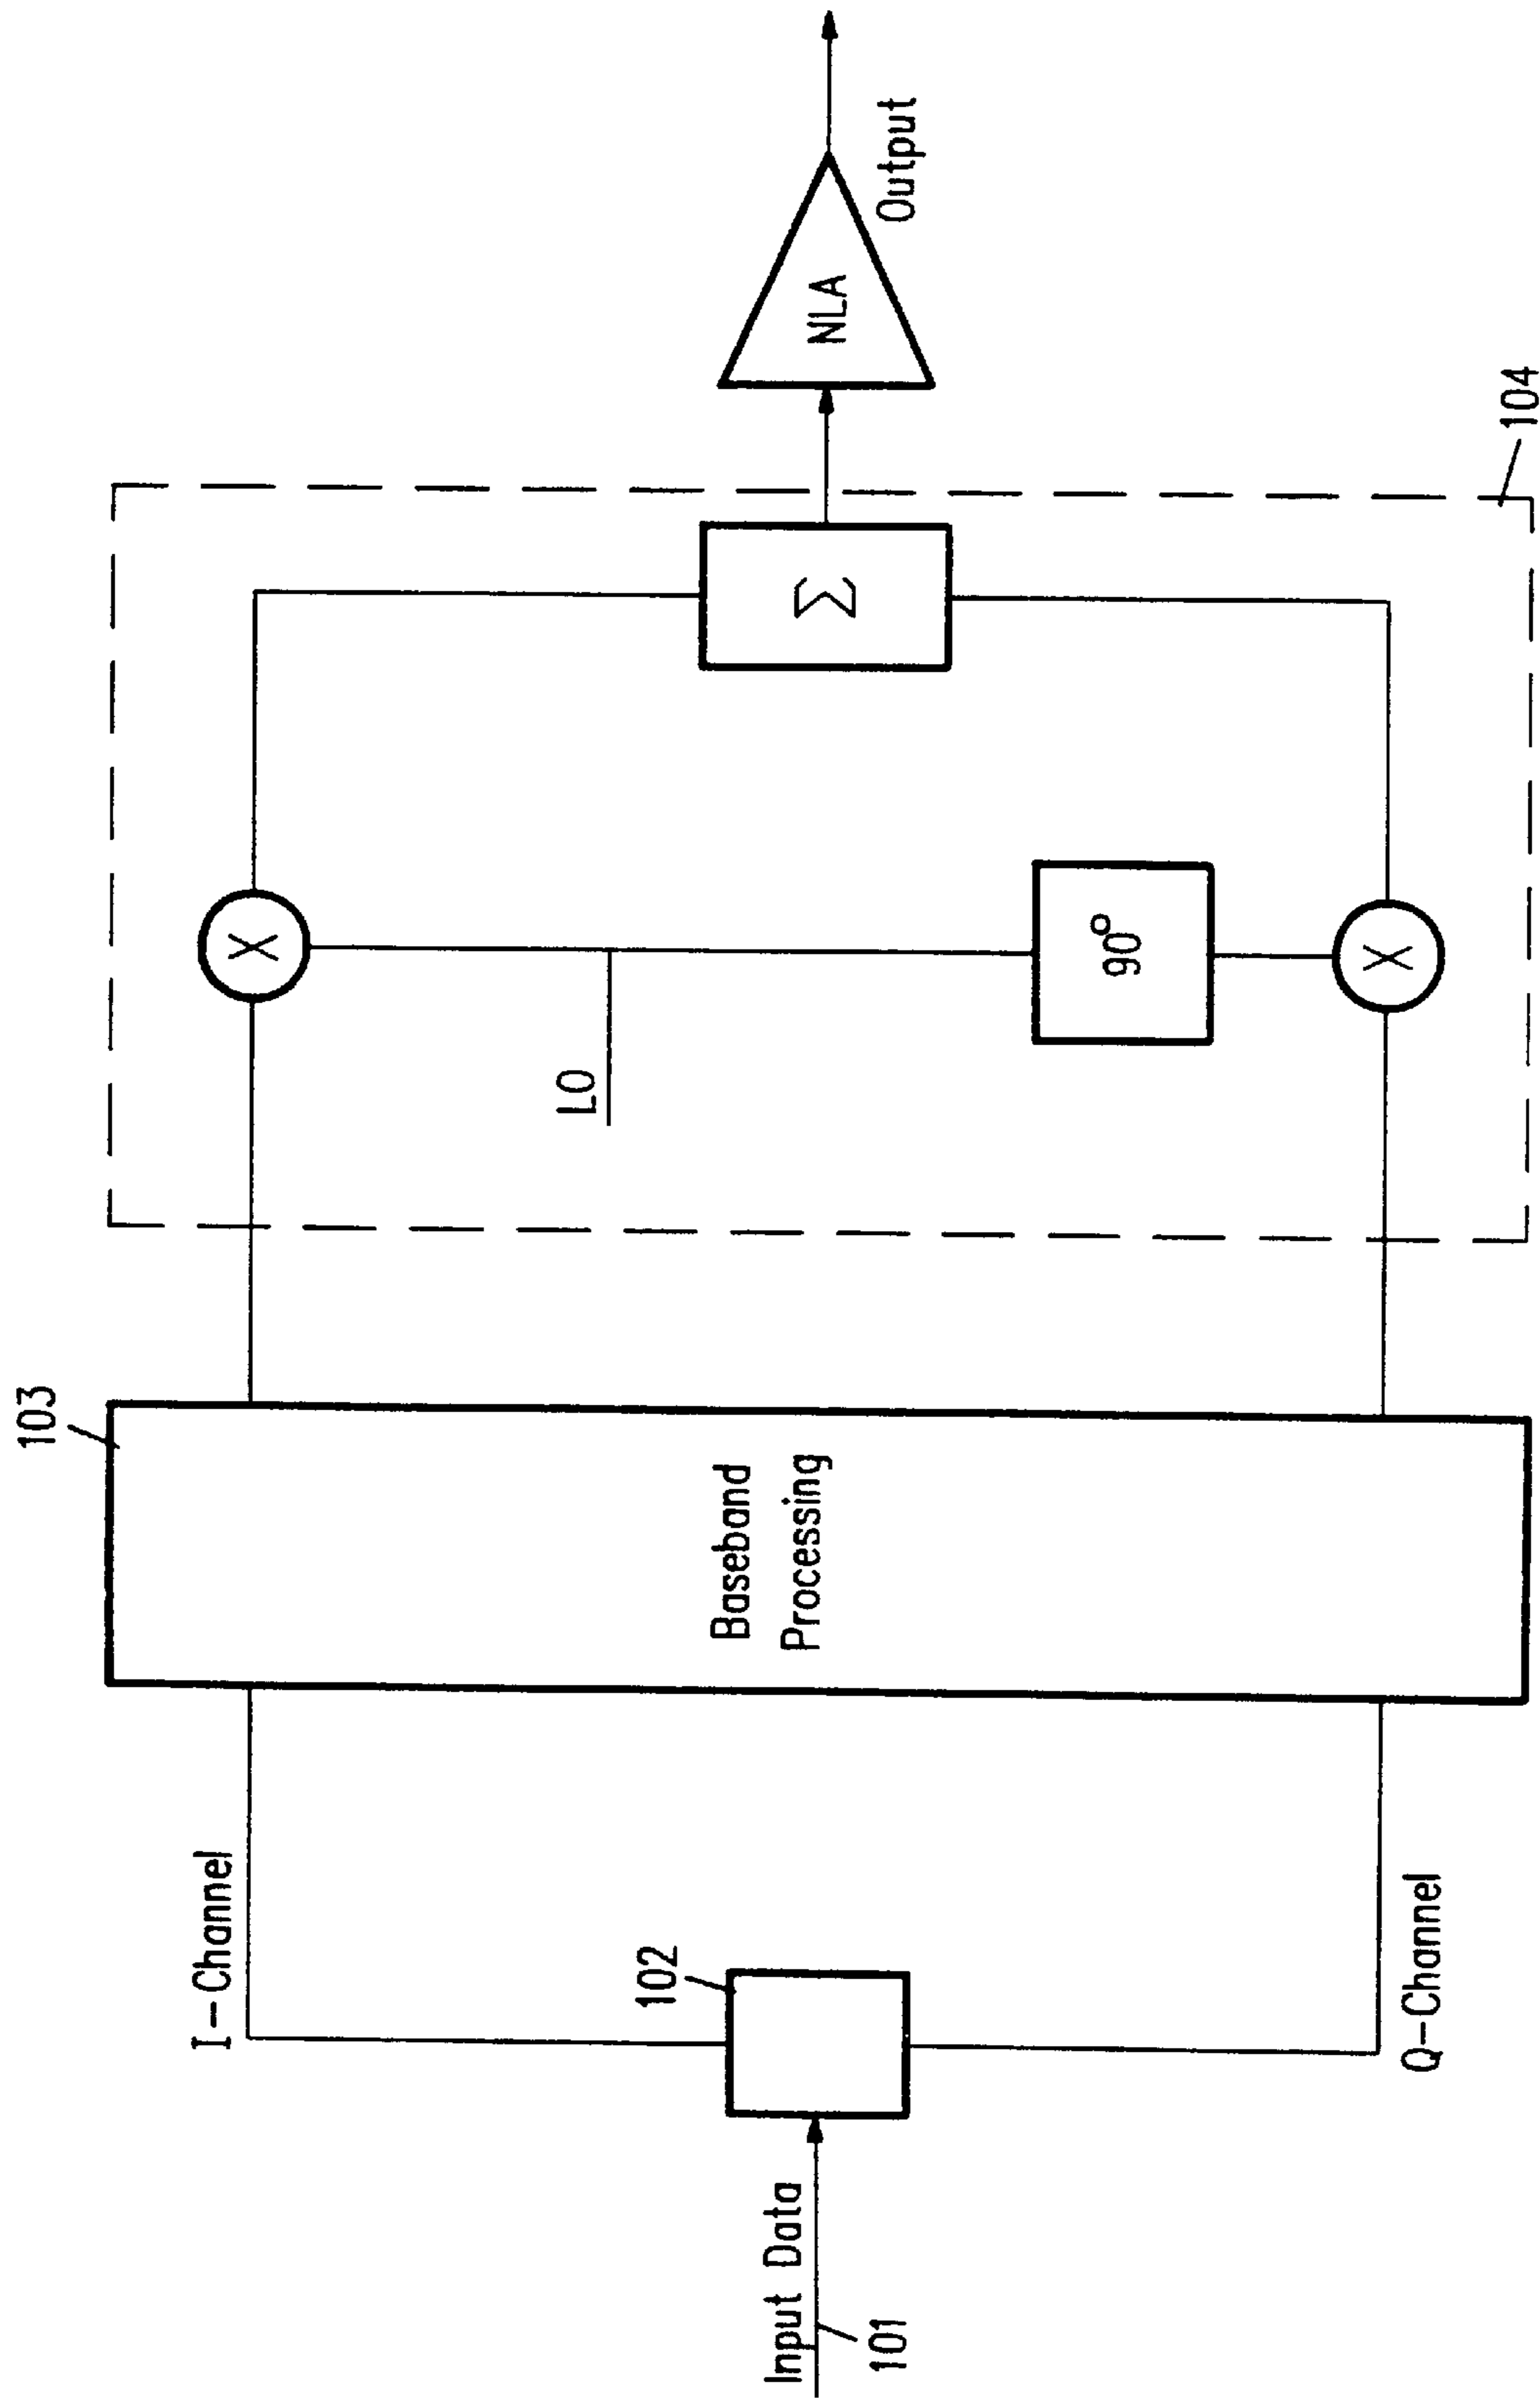 Input Data
101
102
I-Channel
Q-Channel
103
Baseband
Processing
LO
X
90°
X
Σ
104
NLA
Output